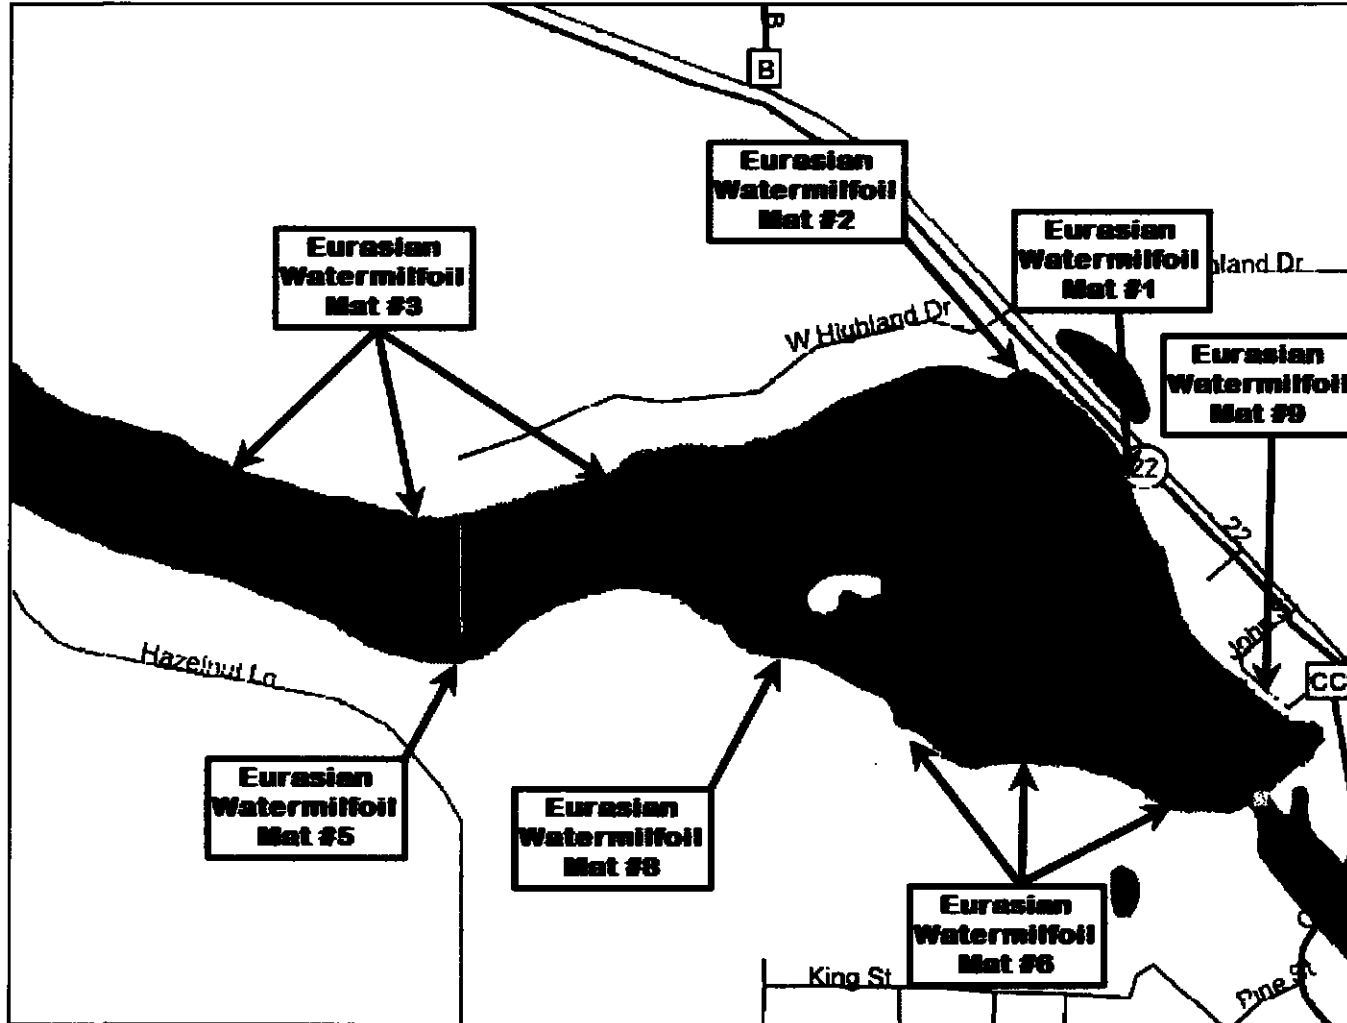 B
B
Eurasian
Watermilfoil
Mat #2
Eurasian
Watermilfoil
Mat #1
hland Dr
Eurasian
Watermilfoil
Mat #3
W Highland Dr
Eurasian
Watermilfoil
Mat #9
22
22
CC
Hazelnut Ln
Eurasian
Watermilfoil
Mat #5
Eurasian
Watermilfoil
Mat #8
Eurasian
Watermilfoil
Mat #6
King St
Pine St